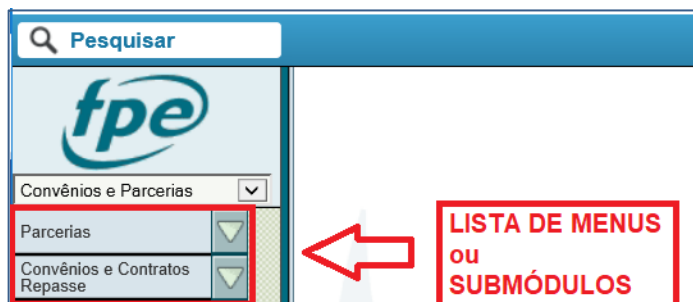 Pesquisar
fpe
Convênios e Parcerias
Parcerias
Convênios e Contratos
Repasse
LISTA DE MENUS
ou
SUBMÓDULOS